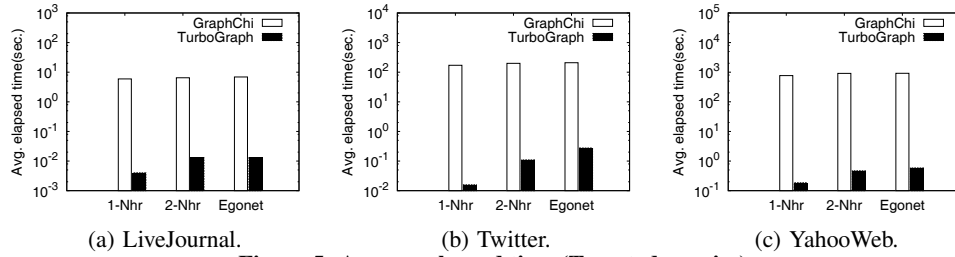 Avg. elapsed time(sec.)
10^3
10^2
10^1
10^0
10^-1
10^-2
10^-3
GraphChi
TurboGraph
1-Nhr 2-Nhr Egonet
(a) LiveJournal.
Avg. elapsed time(sec.)
10^4
10^3
10^2
10^1
10^0
10^-1
10^-2
GraphChi
TurboGraph
1-Nhr 2-Nhr Egonet
(b) Twitter.
Avg. elapsed time(sec.)
10^5
10^4
10^3
10^2
10^1
10^0
10^-1
GraphChi
TurboGraph
1-Nhr 2-Nhr Egonet
(c) YahooWeb.